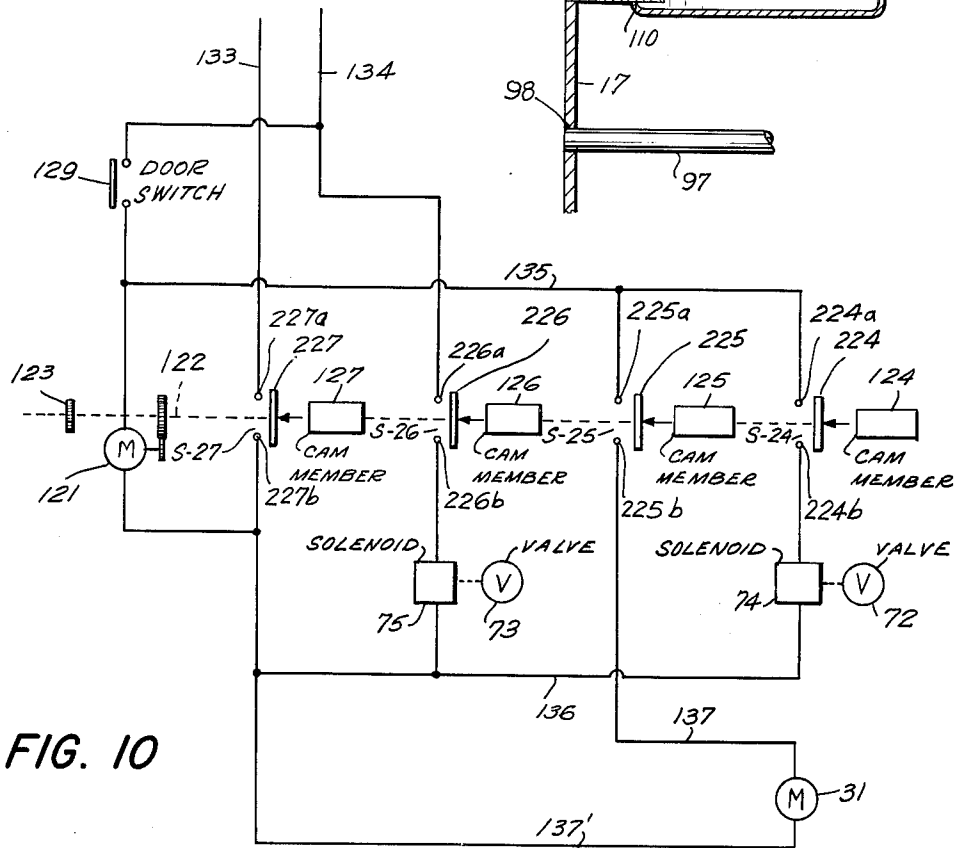 110
133
134
17
98
97
129
DOOR
SWITCH
135
227a
227
226
225a
225
224a
224
123
122
127
226a
126
125
124
S-27
S-26
S-25
S-24
M
121
CAM
MEMBER
CAM
MEMBER
CAM
MEMBER
CAM
MEMBER
227b
226b
225b
224b
SOLENOID
VALVE
V
75
73
SOLENOID
VALVE
V
74
72
136
137
M
31
137'
FIG. 10